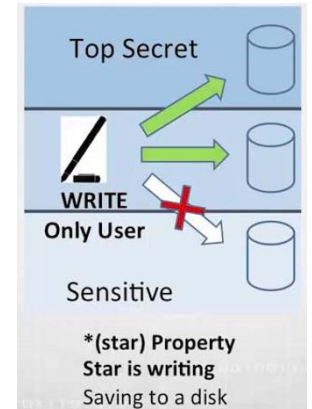 Top Secret
WRITE
Only User
Sensitive
*(star) Property
Star is writing
Saving to a disk